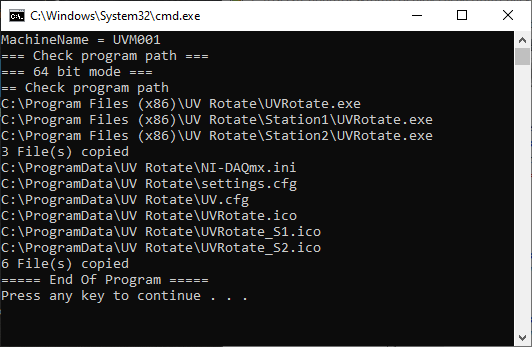 C:\Windows\System32\cmd.exe
MachineName = UVM001
=== Check program path ===
=== 64 bit mode ===
== Check program path
C:\Program Files (x86)\UV Rotate\UVRotate.exe
C:\Program Files (x86)\UV Rotate\Station1\UVRotate.exe
C:\Program Files (x86)\UV Rotate\Station2\UVRotate.exe
3 File(s) copied
C:\ProgramData\UV Rotate\NI-DAQmx.ini
C:\ProgramData\UV Rotate\settings.cfg
C:\ProgramData\UV Rotate\UV.cfg
C:\ProgramData\UV Rotate\UVRotate.ico
C:\ProgramData\UV Rotate\UVRotate_S1.ico
C:\ProgramData\UV Rotate\UVRotate_S2.ico
6 File(s) copied
===== End Of Program =====
Press any key to continue . . .